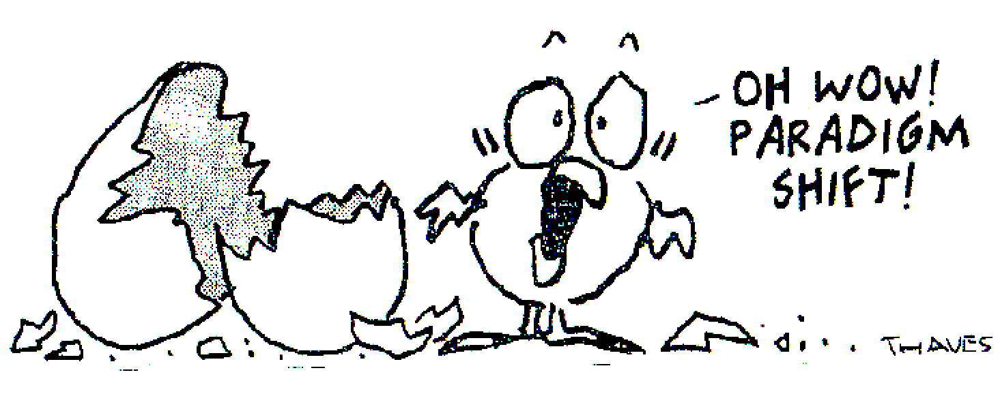 OH WOW!
PARADIGM
SHIFT!
THAVES